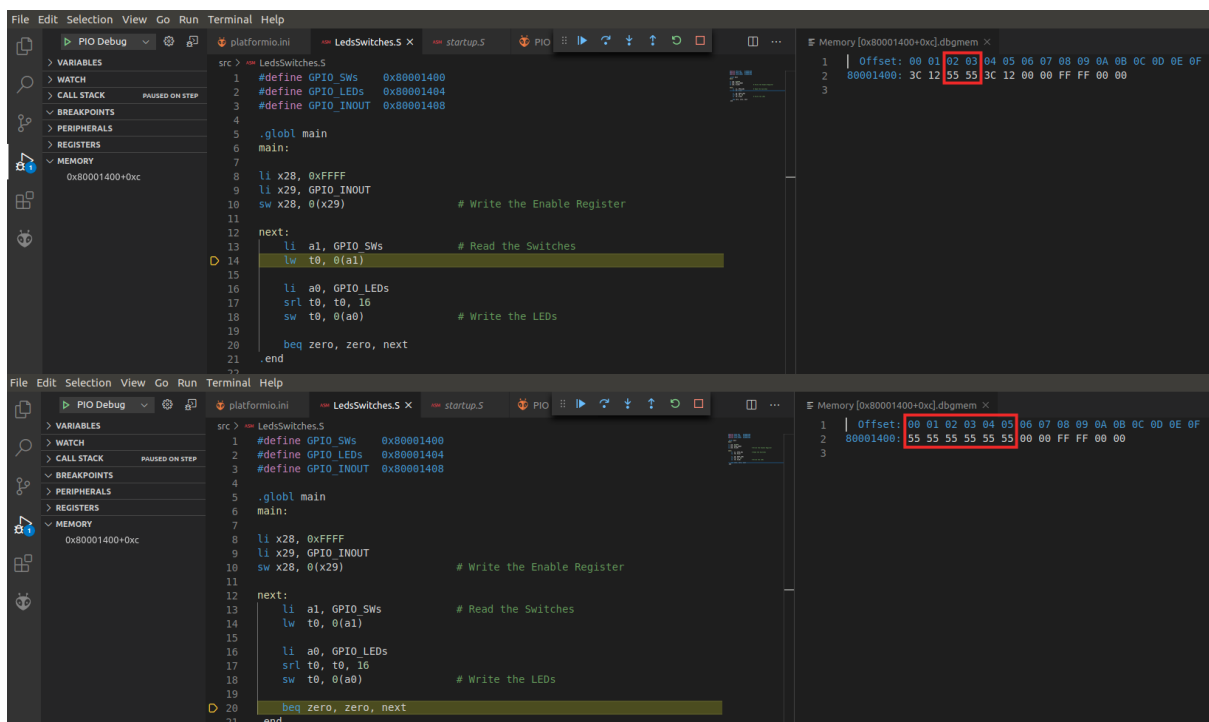 File Edit Selection View Go Run Terminal Help
PIO Debug
platformio.ini
LedsSwitches.S
startup.S
PIO
Memory [0x80001400+0xc].dbgmem
VARIABLES
WATCH
CALL STACK PAUSED ON STEP
BREAKPOINTS
PERIPHERALS
REGISTERS
MEMORY
0x80001400+0xc
1
src > LedsSwitches.S
1 #define GPIO_SWs 0x80001400
2 #define GPIO_LEDs 0x80001404
3 #define GPIO_INOUT 0x80001408
4
5 .globl main
6 main:
7
8 li x28, 0xFFFF
9 li x29, GPIO_INOUT
10 sw x28, 0(x29) # Write the Enable Register
11
12 next:
13 li a1, GPIO_SWs # Read the Switches
14 lw t0, 0(a1)
15
16 li a0, GPIO_LEDs
17 srl t0, t0, 16
18 sw t0, 0(a0) # Write the LEDs
19
20 beq zero, zero, next
21 .end
22
1 Offset: 00 01 02 03 04 05 06 07 08 09 0A 0B 0C 0D 0E 0F
2 80001400: 3C 12 55 55 3C 12 00 00 FF FF 00 00
3
File Edit Selection View Go Run Terminal Help
PIO Debug
platformio.ini
LedsSwitches.S
startup.S
PIO
Memory [0x80001400+0xc].dbgmem
VARIABLES
WATCH
CALL STACK PAUSED ON STEP
BREAKPOINTS
PERIPHERALS
REGISTERS
MEMORY
0x80001400+0xc
1
src > LedsSwitches.S
1 #define GPIO_SWs 0x80001400
2 #define GPIO_LEDs 0x80001404
3 #define GPIO_INOUT 0x80001408
4
5 .globl main
6 main:
7
8 li x28, 0xFFFF
9 li x29, GPIO_INOUT
10 sw x28, 0(x29) # Write the Enable Register
11
12 next:
13 li a1, GPIO_SWs # Read the Switches
14 lw t0, 0(a1)
15
16 li a0, GPIO_LEDs
17 srl t0, t0, 16
18 sw t0, 0(a0) # Write the LEDs
19
20 beq zero, zero, next
21 .end
1 Offset: 00 01 02 03 04 05 06 07 08 09 0A 0B 0C 0D 0E 0F
2 80001400: 55 55 55 55 55 55 00 00 FF FF 00 00
3